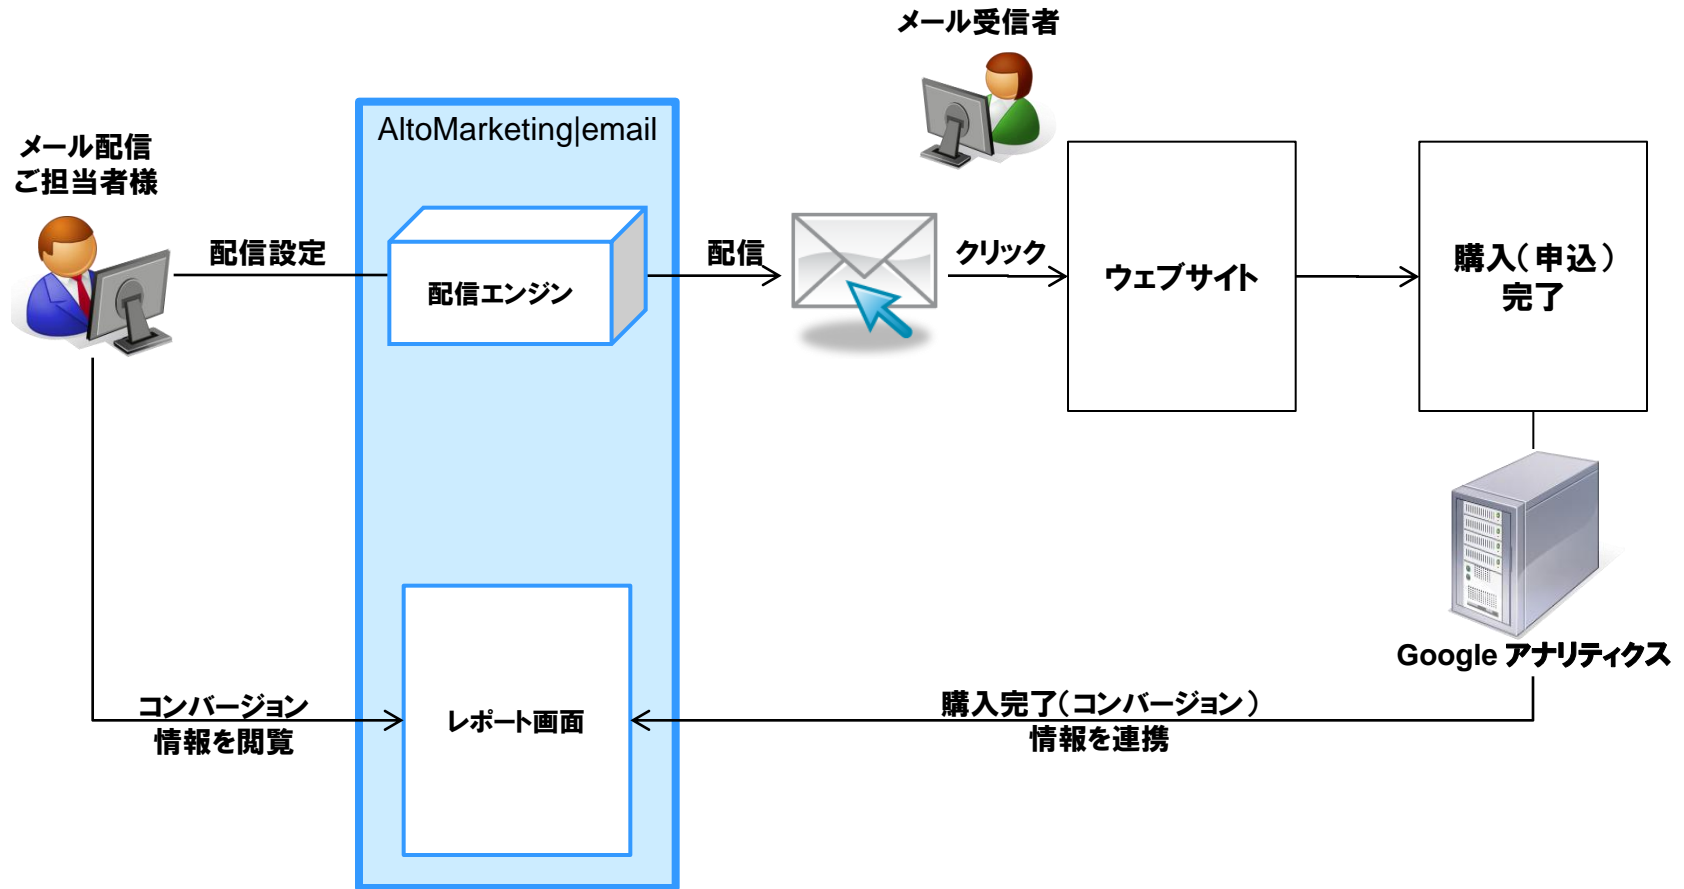 メール受信者
AltoMarketing|email
メール配信
ご担当者様
配信設定
配信エンジン
配信
クリック
ウェブサイト
購入(申込)
完了
Google アナリティクス
コンバージョン
情報を閲覧
レポート画面
購入完了(コンバージョン)
情報を連携